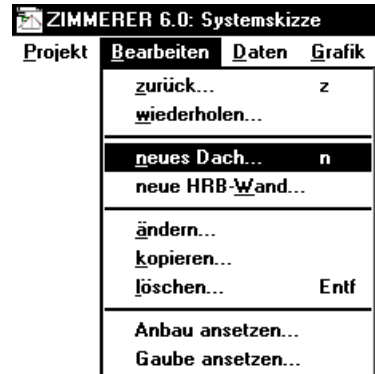 ZIMMERER 6.0: Systemskizze
Projekt Bearbeiten Daten Grafik
zurück... z
wiederholen...
neues Dach... n
neue HRB-Wand...
ändern...
kopieren...
löschen... Entf
Anbau ansetzen...
Gaube ansetzen...